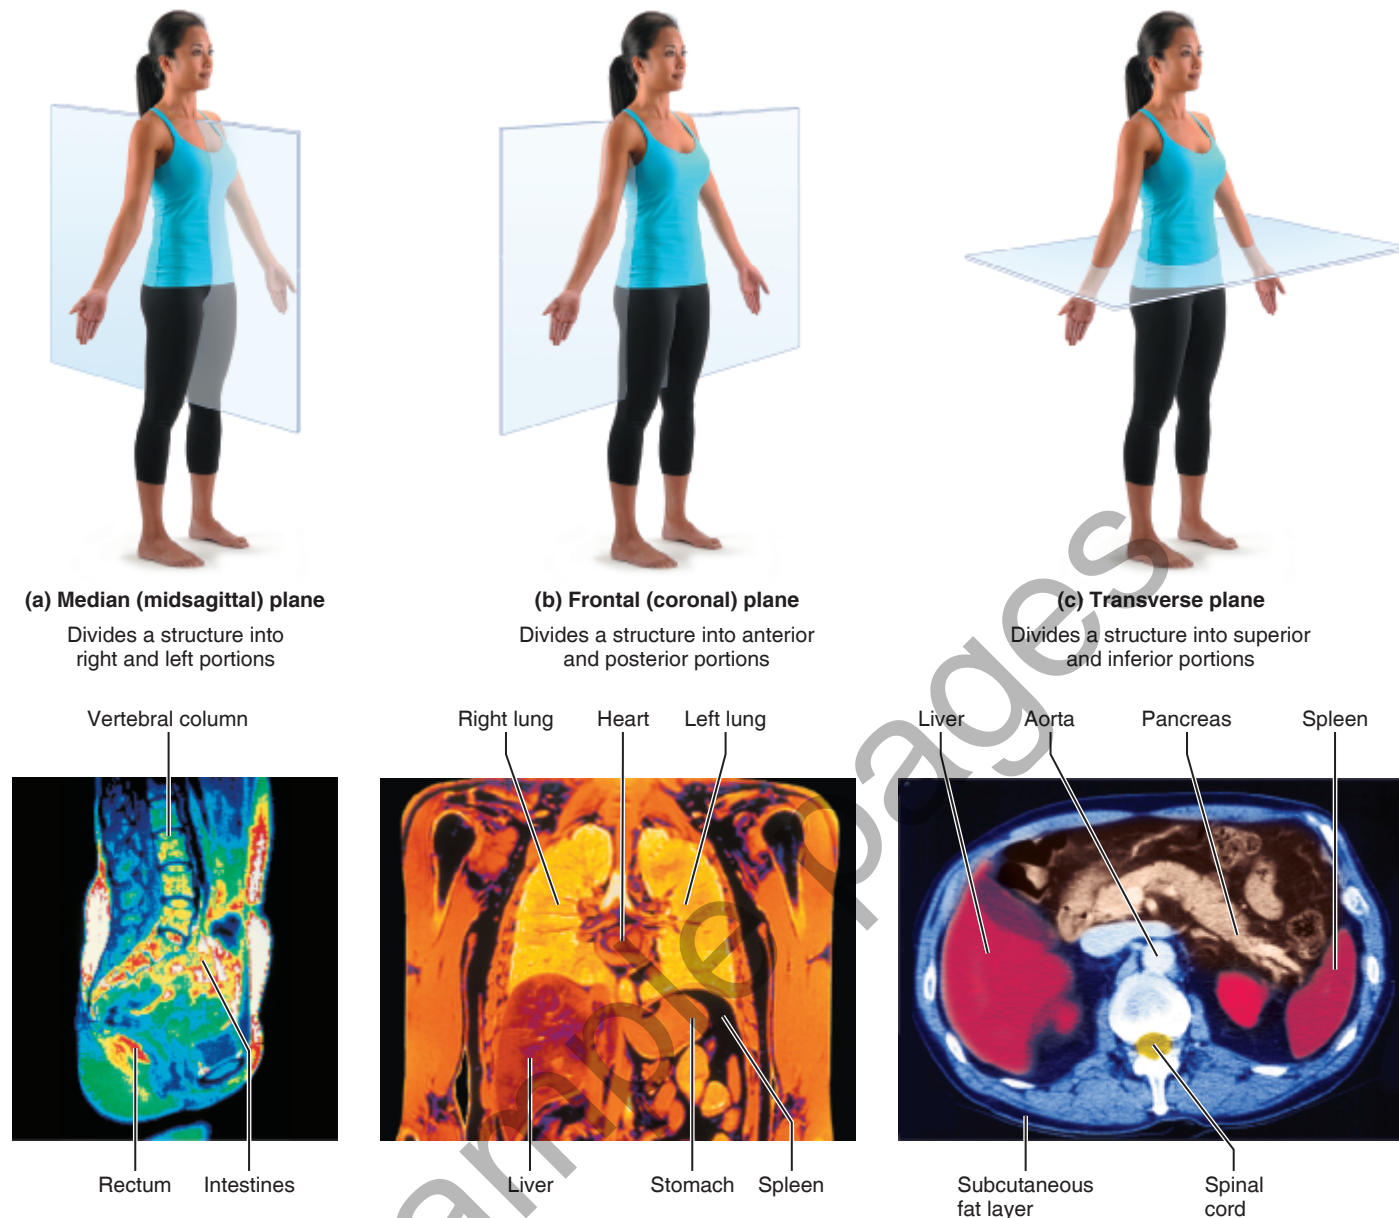 (a) Median (midsagittal) plane
Divides a structure into
right and left portions
(b) Frontal (coronal) plane
Divides a structure into anterior
and posterior portions
(c) Transverse plane
Divides a structure into superior
and inferior portions
Vertebral column
Rectum
Intestines
Right lung
Heart
Left lung
Liver
Stomach
Spleen
Liver
Aorta
Pancreas
Spleen
Subcutaneous
fat layer
Spinal
cord
ample pages